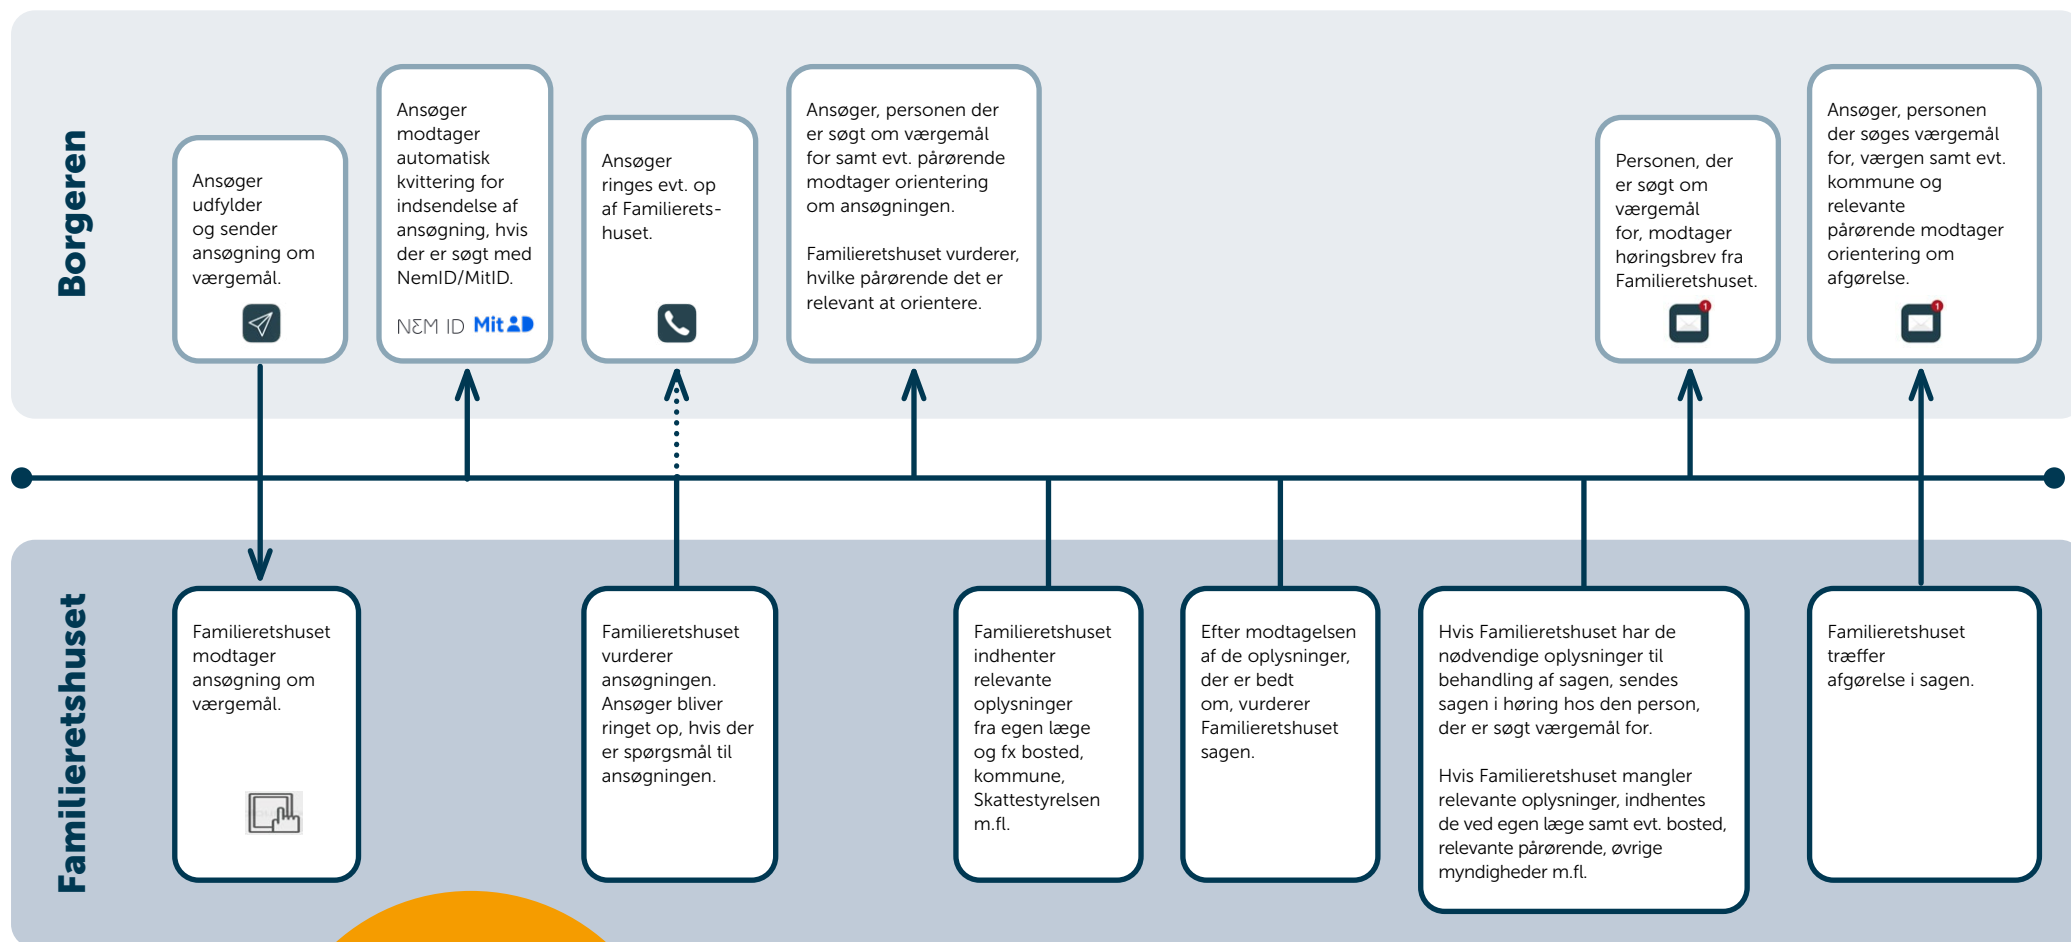 Borgeren
Ansøger
udfylder
og sender
ansøgning om
værgemål.
Ansøger
modtager
automatisk
kvittering for
indsendelse af
ansøgning, hvis
der er søgt med
NemID/MitID.
NEM ID MitID
Ansøger
ringes evt. op
af Familierets-
huset.
Ansøger, personen der
er søgt om værgemål
for samt evt. pårørende
modtager orientering
om ansøgningen.
Familieretshuset vurderer,
hvilke pårørende det er
relevant at orientere.
Personen, der
er søgt om
værgemål
for, modtager
høringsbrev fra
Familieretshuset.
1
Ansøger, personen
der søges værgemål
for, værgen samt evt.
kommune og
relevante
pårørende modtager
orientering om
afgørelse.
1
Familieretshuset
Familieretshuset
modtager
ansøgning om
værgemål.
Familieretshuset
vurderer
ansøgningen.
Ansøger bliver
ringet op, hvis der
er spørgsmål til
ansøgningen.
Familieretshuset
indhenter
relevante
oplysninger
fra egen læge
og fx bosted,
kommune,
Skattestyrelsen
m.fl.
Efter modtagelsen
af de oplysninger,
der er bedt
om, vurderer
Familieretshuset
sagen.
Hvis Familieretshuset har de
nødvendige oplysninger til
behandling af sagen, sendes
sagen i høring hos den person,
der er søgt værgemål for.
Hvis Familieretshuset mangler
relevante oplysninger, indhentes
de ved egen læge samt evt. bosted,
relevante pårørende, øvrige
myndigheder m.fl.
Familieretshuset
træffer
afgørelse i sagen.